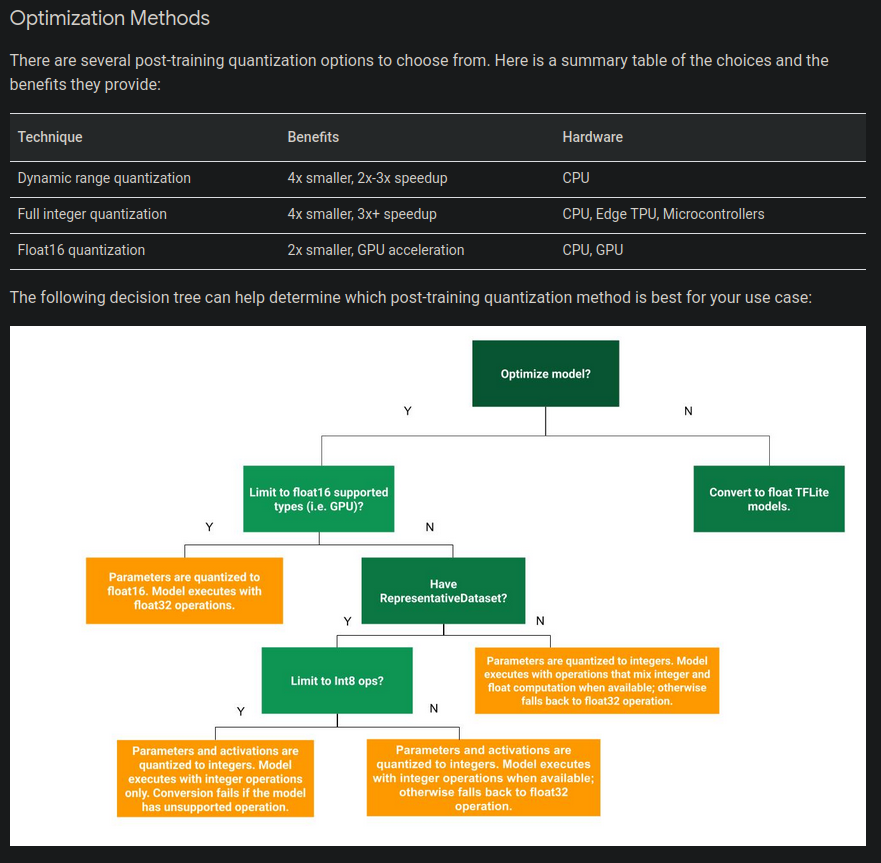 Optimization Methods
There are several post-training quantization options to choose from. Here is a summary table of the choices and the
benefits they provide:
Technique Benefits Hardware
Dynamic range quantization 4x smaller, 2x-3x speedup CPU
Full integer quantization 4x smaller, 3x+ speedup CPU, Edge TPU, Microcontrollers
Float16 quantization 2x smaller, GPU acceleration CPU, GPU
The following decision tree can help determine which post-training quantization method is best for your use case:
Optimize model?
Y N
Limit to float16 supported
types (i.e. GPU)?
Convert to float TFLite
models.
Y N
Parameters are quantized to
float16. Model executes with
float32 operations.
Have
RepresentativeDataset?
Y N
Limit to Int8 ops?
Parameters are quantized to integers. Model
executes with operations that mix integer and
float computation when available; otherwise
falls back to float32 operation.
Y N
Parameters and activations are
quantized to integers. Model
executes with integer operations
only. Conversion fails if the model
has unsupported operation.
Parameters and activations are
quantized to integers. Model executes
with integer operations when available;
otherwise falls back to float32
operation.